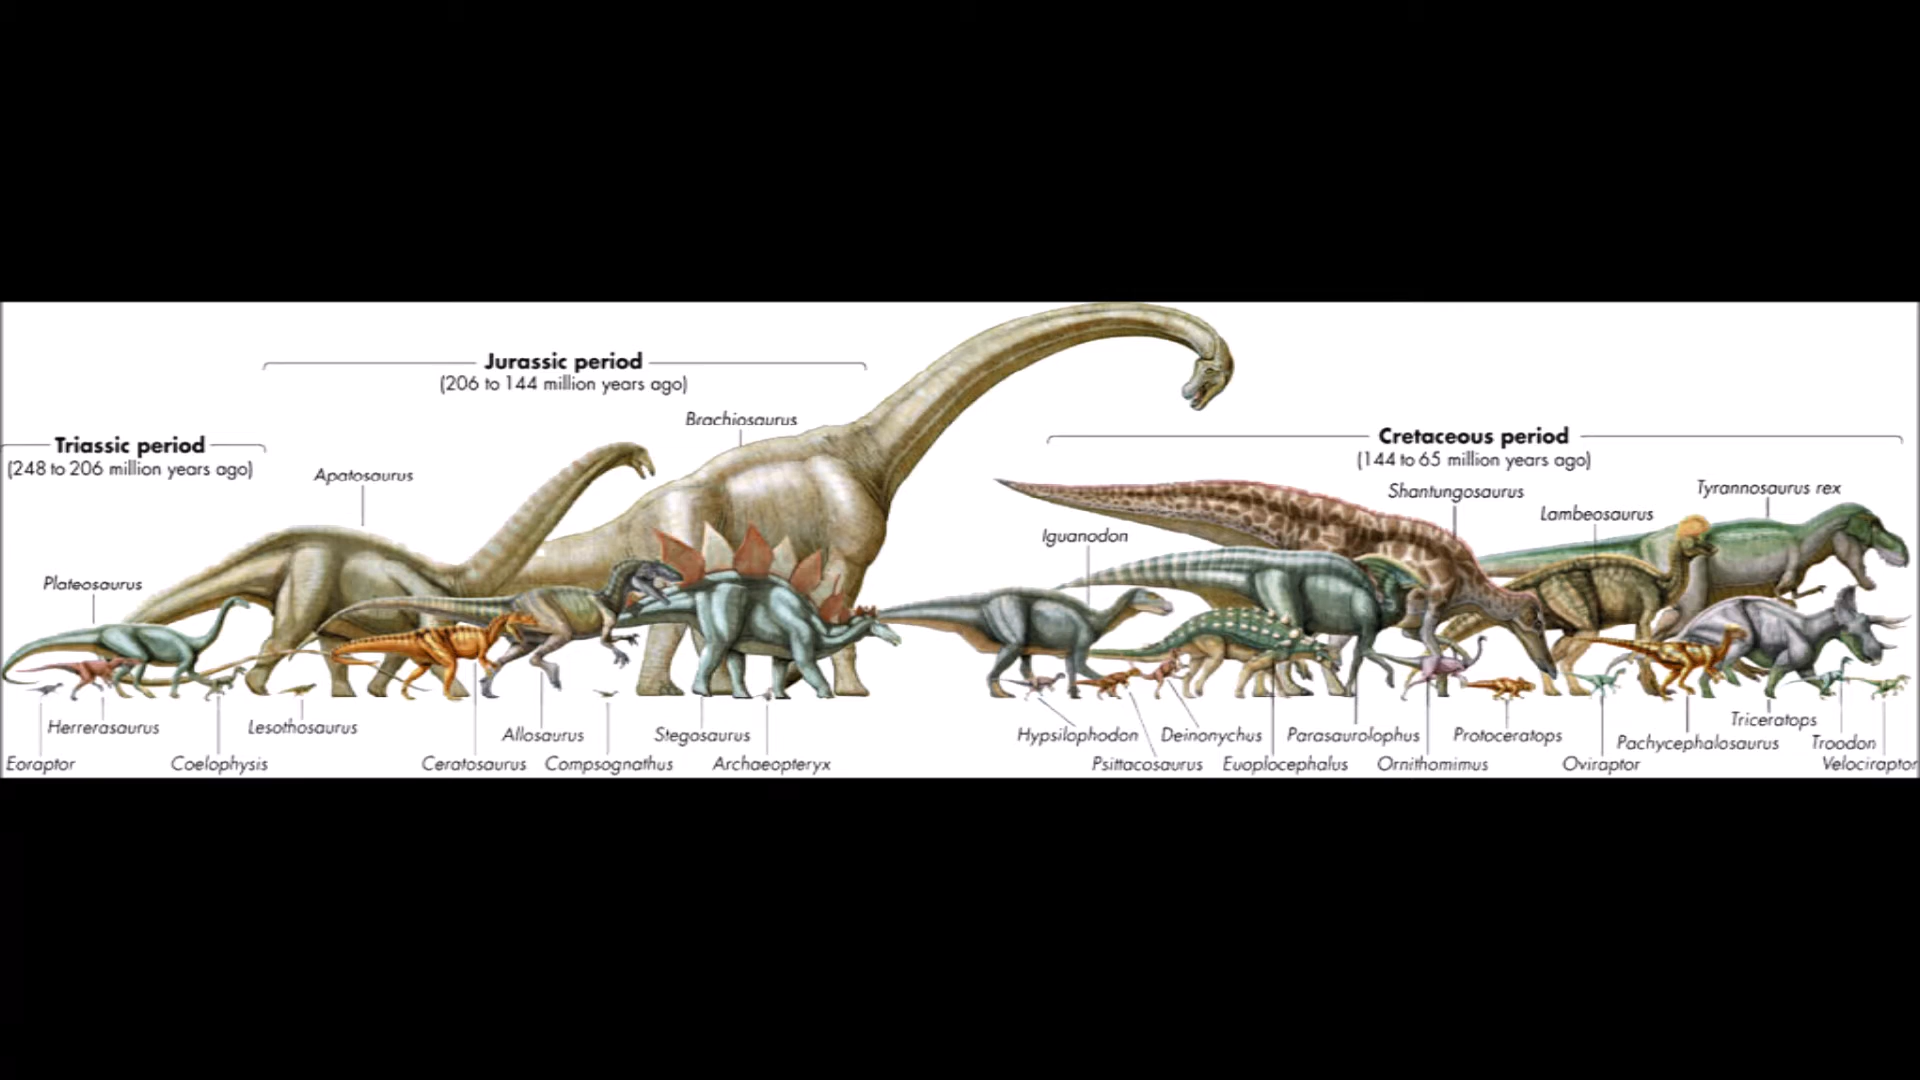 Jurassic period
(206 to 144 million years ago)
Brachiosaurus
Triassic period
(248 to 206 million years ago)
Apatosaurus
Cretaceous period
(144 to 65 million years ago)
Shantungosaurus
Tyrannosaurus rex
Lambeosaurus
Iguanodon
Plateosaurus
Herrerasaurus
Lesothosaurus
Allosaurus
Stegosaurus
Eoraptor
Coelophysis
Ceratosaurus
Compsognathus
Archaeopteryx
Hypsilophodon
Deinonychus
Parasaurolophus
Protoceratops
Triceratops
Pachycephalosaurus
Troodon
Psittacosaurus
Euoplocephalus
Ornithomimus
Oviraptor
Velociraptor